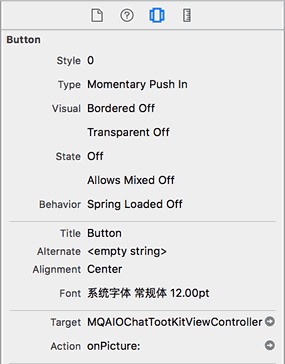 Button
Style 0
Type Momentary Push In
Visual Bordered Off
Transparent Off
State Off
Allows Mixed Off
Behavior Spring Loaded Off
Title Button
Alternate <empty string>
Alignment Center
Font 系统字体 常规体 12.00pt
Target MQAIOChatTootKitViewController
Action onPicture: